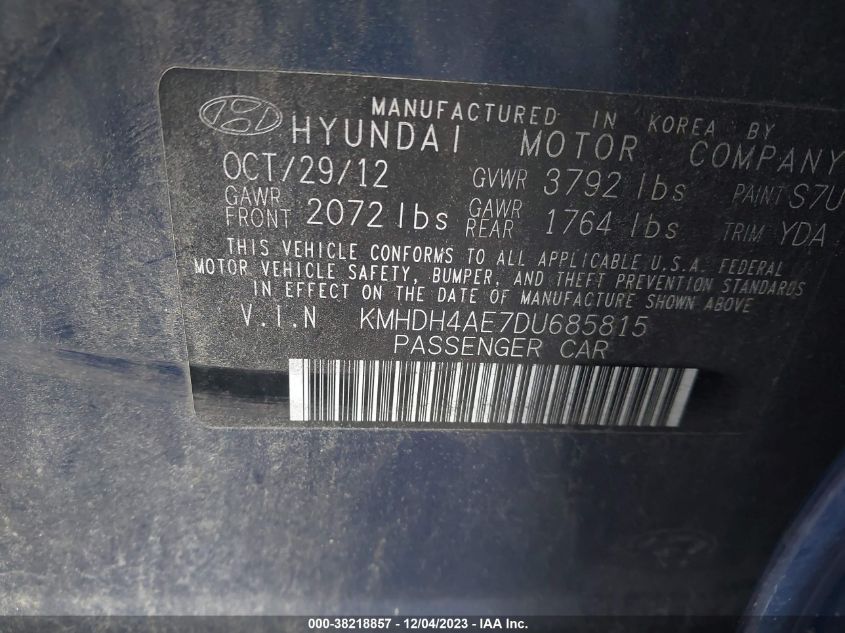 MANUFACTURED IN KOREA BY
HYUNDAI MOTOR COMPANY
OCT/29/12 GVWR 3792 lbs PAINT S7U
GAWR FRONT 2072 lbs GAWR REAR 1764 lbs TRIM YDA
THIS VEHICLE CONFORMS TO ALL APPLICABLE U.S.A. FEDERAL
MOTOR VEHICLE SAFETY, BUMPER, AND THEFT PREVENTION STANDARDS
IN EFFECT ON THE DATE OF MANUFACTURE SHOWN ABOVE
V.I.N KMHDH4AE7DU685815
PASSENGER CAR
000-38218857 - 12/04/2023 - IAA Inc.